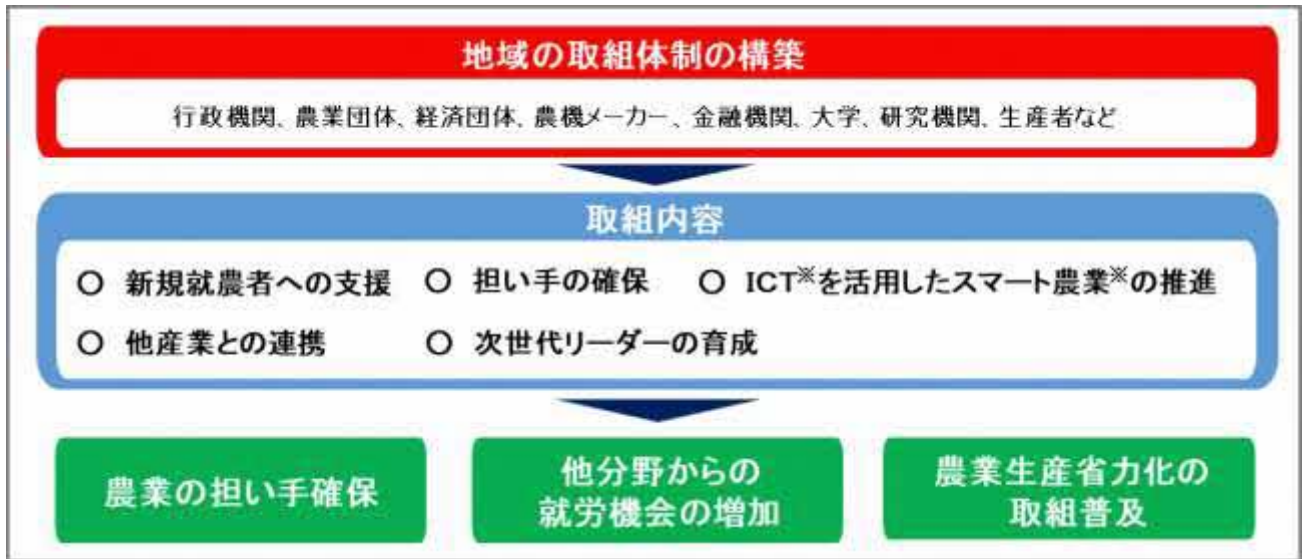 地域の取組体制の構築
行政機関、農業団体、経済団体、農機メーカー、金融機関、大学、研究機関、生産者など
取組内容
○ 新規就農者への支援 ○ 担い手の確保 ○ ICT※を活用したスマート農業※の推進
○ 他産業との連携 ○ 次世代リーダーの育成
農業の担い手確保
他分野からの
就労機会の増加
農業生産省力化の
取組普及